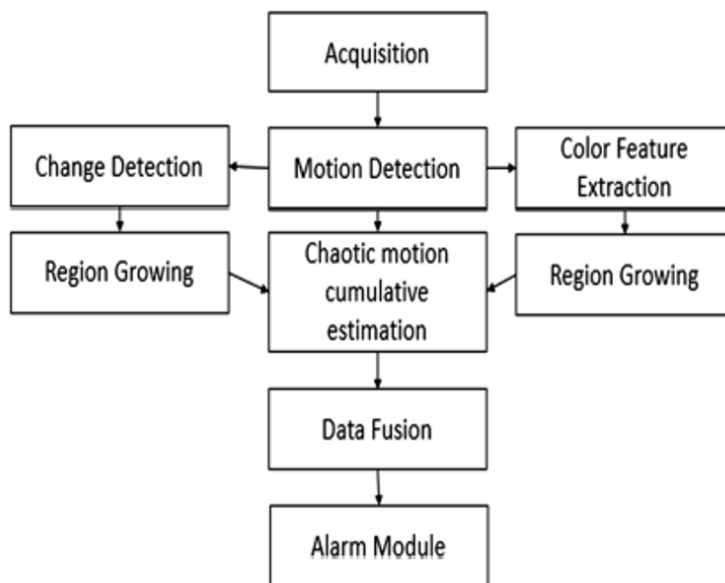 Acquisition
Change Detection
Motion Detection
Color Feature
Extraction
Region Growing
Chaotic motion
cumulative
estimation
Region Growing
Data Fusion
Alarm Module